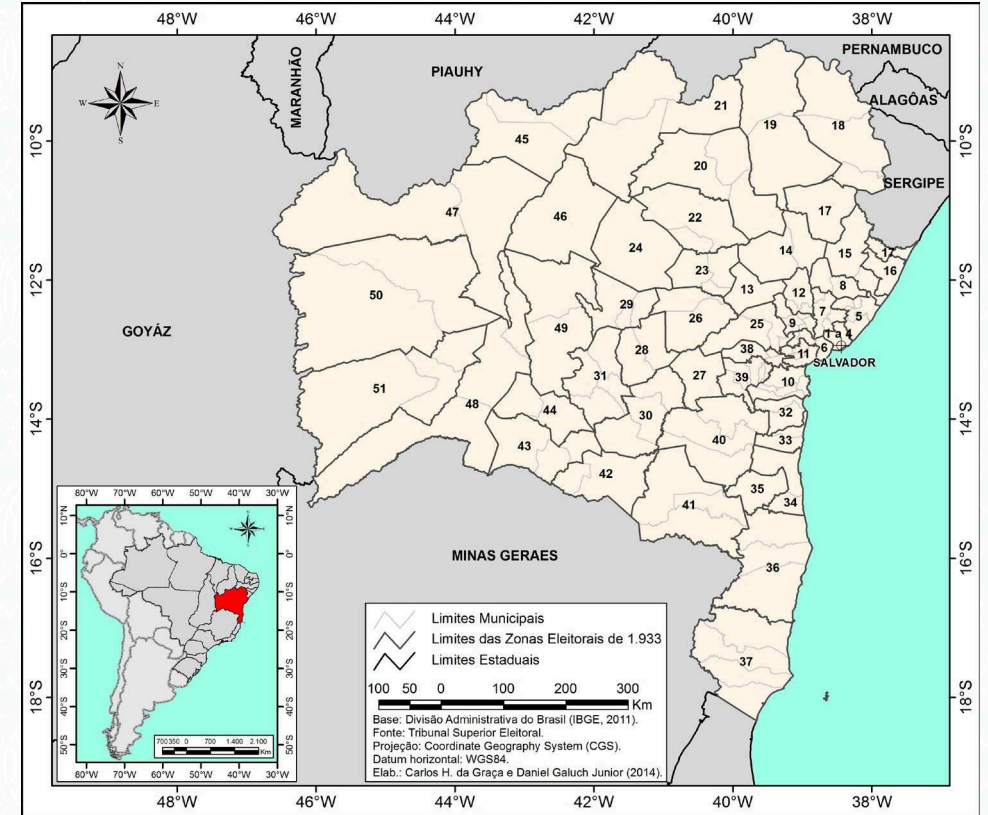 48°W 46°W 44°W 42°W 40°W 38°W
PERNAMBUCO
MARANHÃO
PIAUHY
N
W E
S
ALAGÔAS
21
19
18
45
10°S 10°S
20
SERGIPE
47
46
22
17
24
14
15
17
16
23
12°S 12°S
50
13
12
8
29
7
5
26
25
9
49
1 a 4
GOYÁZ
28
38
11
6
SALVADOR
51
31
27
39
10
48
44
30
32
14°S 14°S
43
40
33
42
35
34
41
80°W 70°W 60°W 50°W 40°W 30°W
10°N 10°N
0° 0°
10°S 10°S
20°S 20°S
30°S 30°S
40°S 40°S
50°S 50°S
700 350 0 700 1.400 2.100
Km
80°W 70°W 60°W 50°W 40°W 30°W
MINAS GERAES
16°S 16°S
36
37
18°S 18°S
Limites Municipais
Limites das Zonas Eleitorais de 1.933
Limites Estaduais
100 50 0 100 200 300
Km
Base: Divisão Administrativa do Brasil (IBGE, 2011).
Fonte: Tribunal Superior Eleitoral.
Projeção: Coordinate Geography System (CGS).
Datum horizontal: WGS84.
Elab.: Carlos H. da Graça e Daniel Galuch Junior (2014).
48°W 46°W 44°W 42°W 40°W 38°W